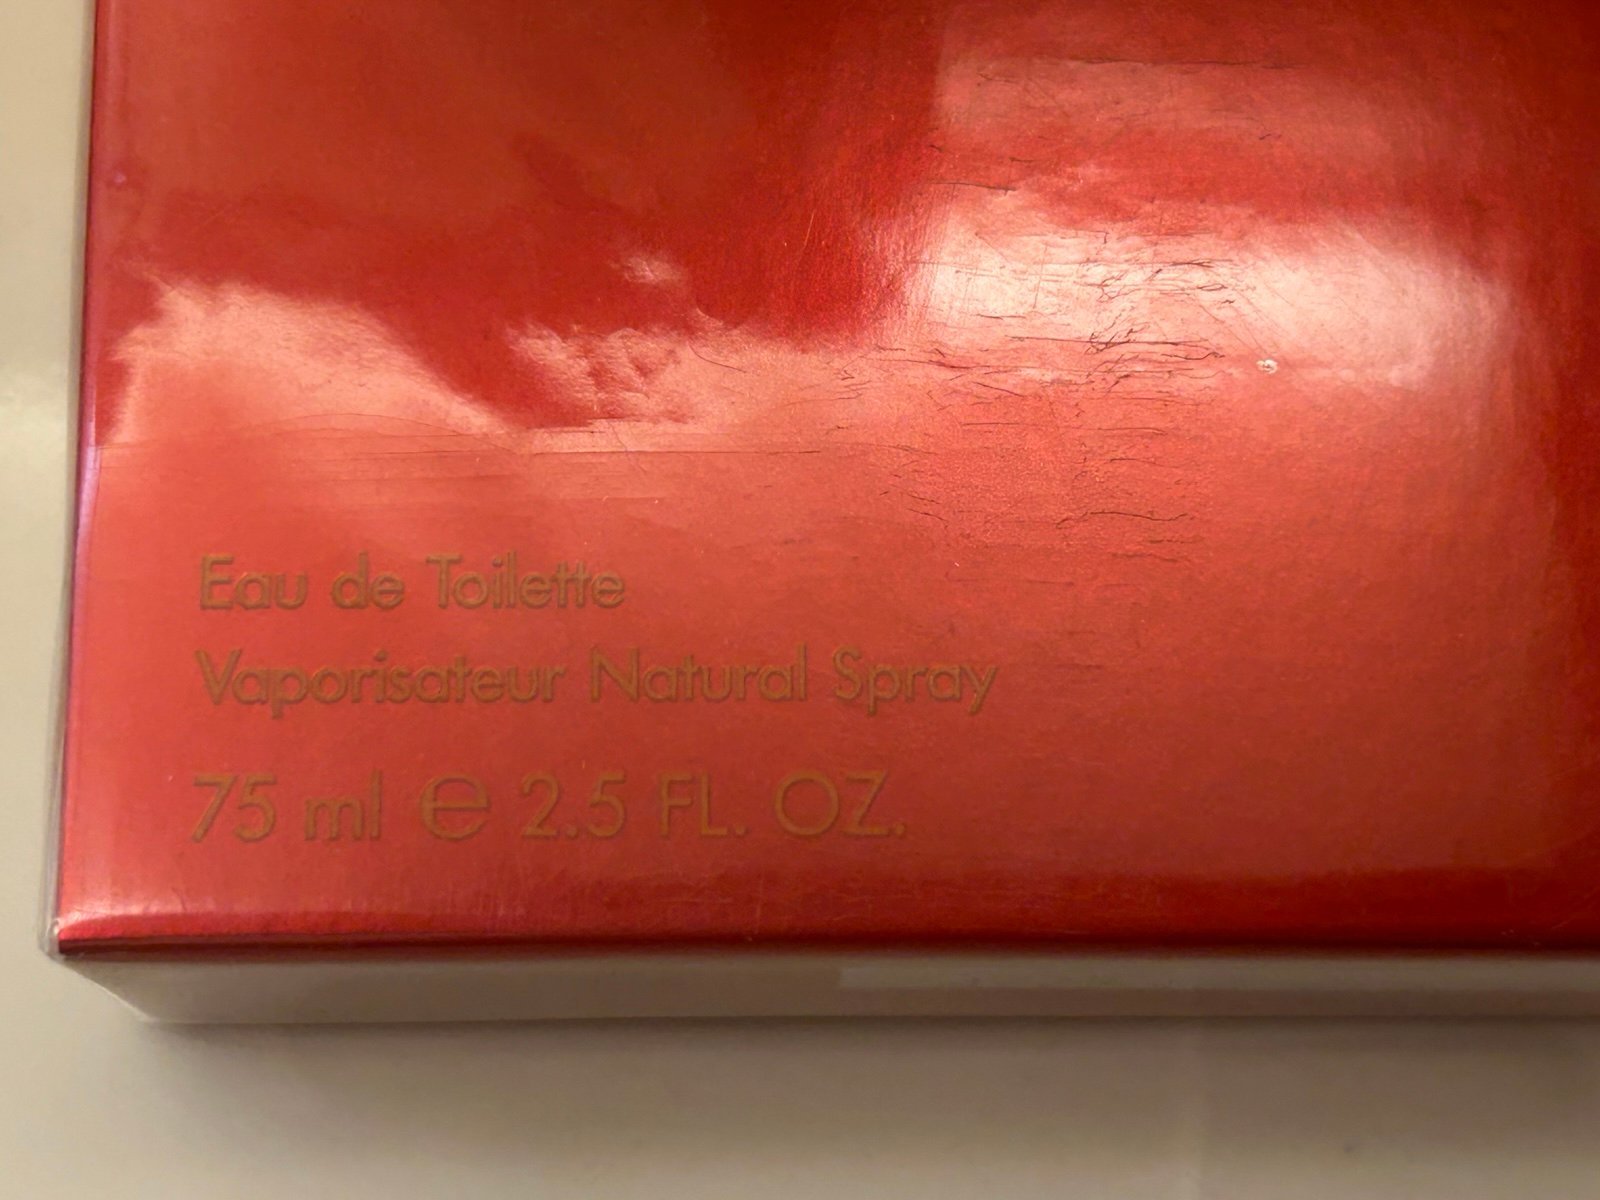 Eau de Toilette
Vaporisateur Natural Spray
75 ml ℮ 2.5 FL. OZ.